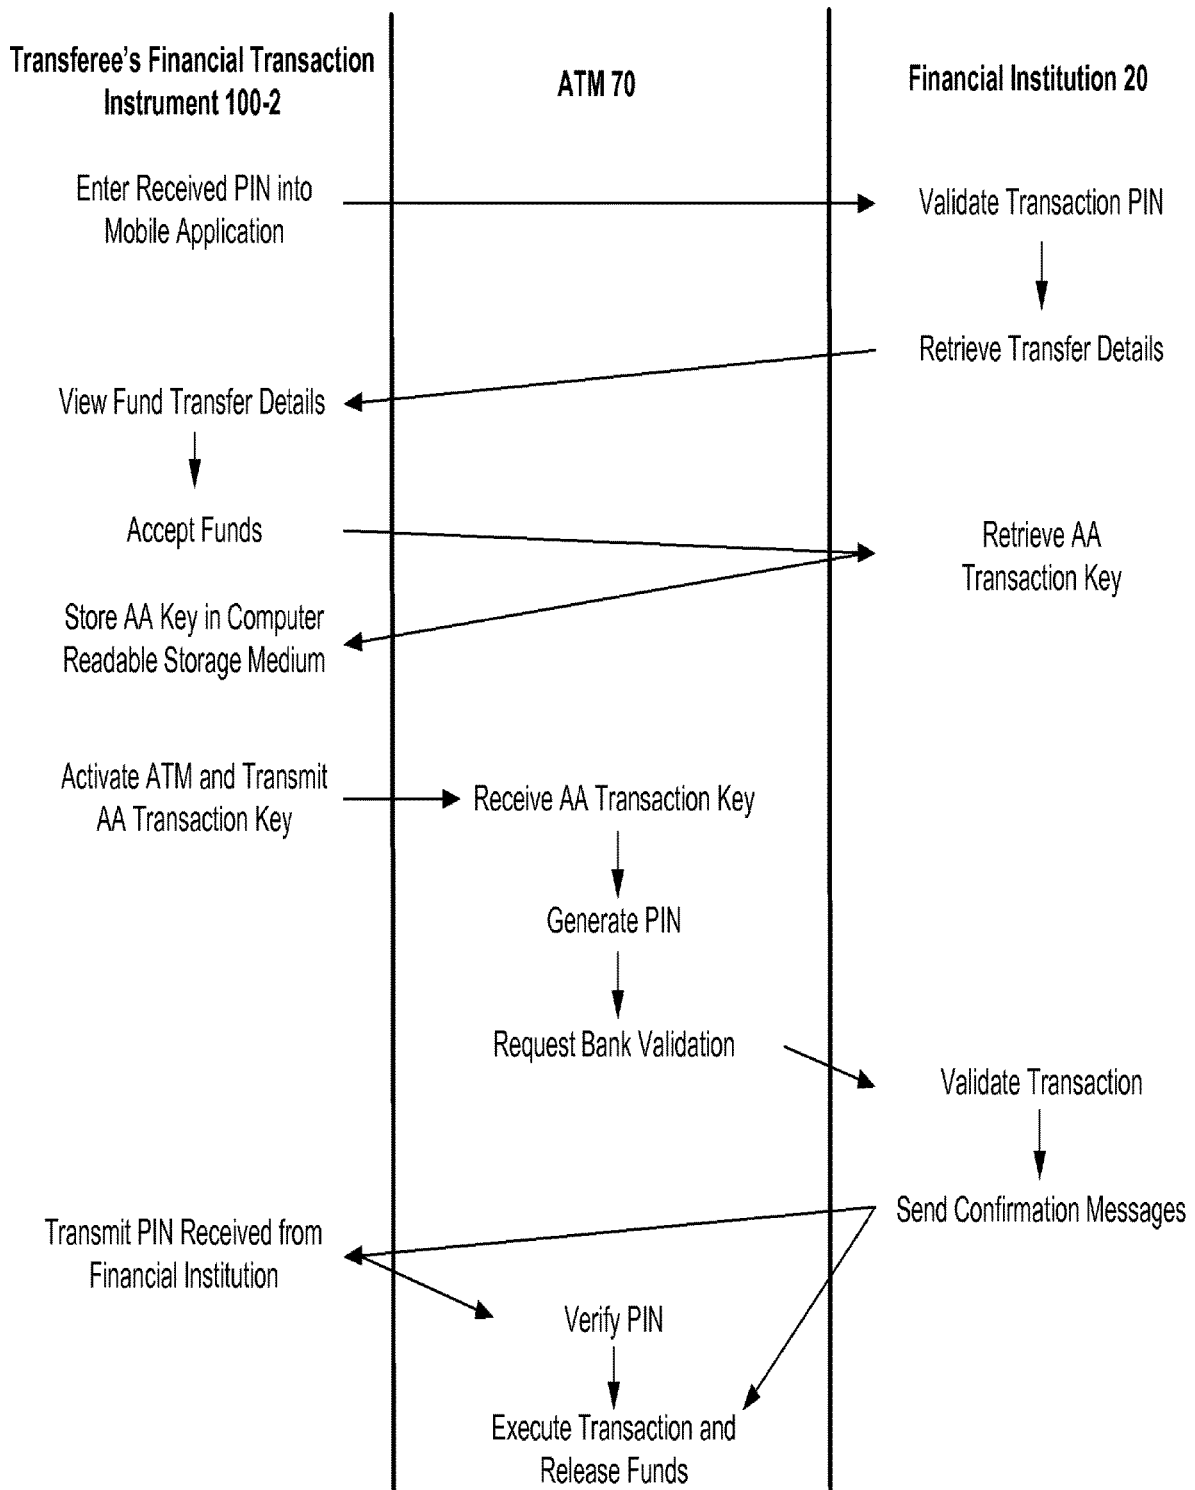 Transferee's Financial Transaction
Instrument 100-2
ATM 70
Financial Institution 20
Enter Received PIN into
Mobile Application
Validate Transaction PIN
Retrieve Transfer Details
View Fund Transfer Details
Accept Funds
Retrieve AA
Transaction Key
Store AA Key in Computer
Readable Storage Medium
Activate ATM and Transmit
AA Transaction Key
Receive AA Transaction Key
Generate PIN
Request Bank Validation
Validate Transaction
Send Confirmation Messages
Transmit PIN Received from
Financial Institution
Verify PIN
Execute Transaction and
Release Funds